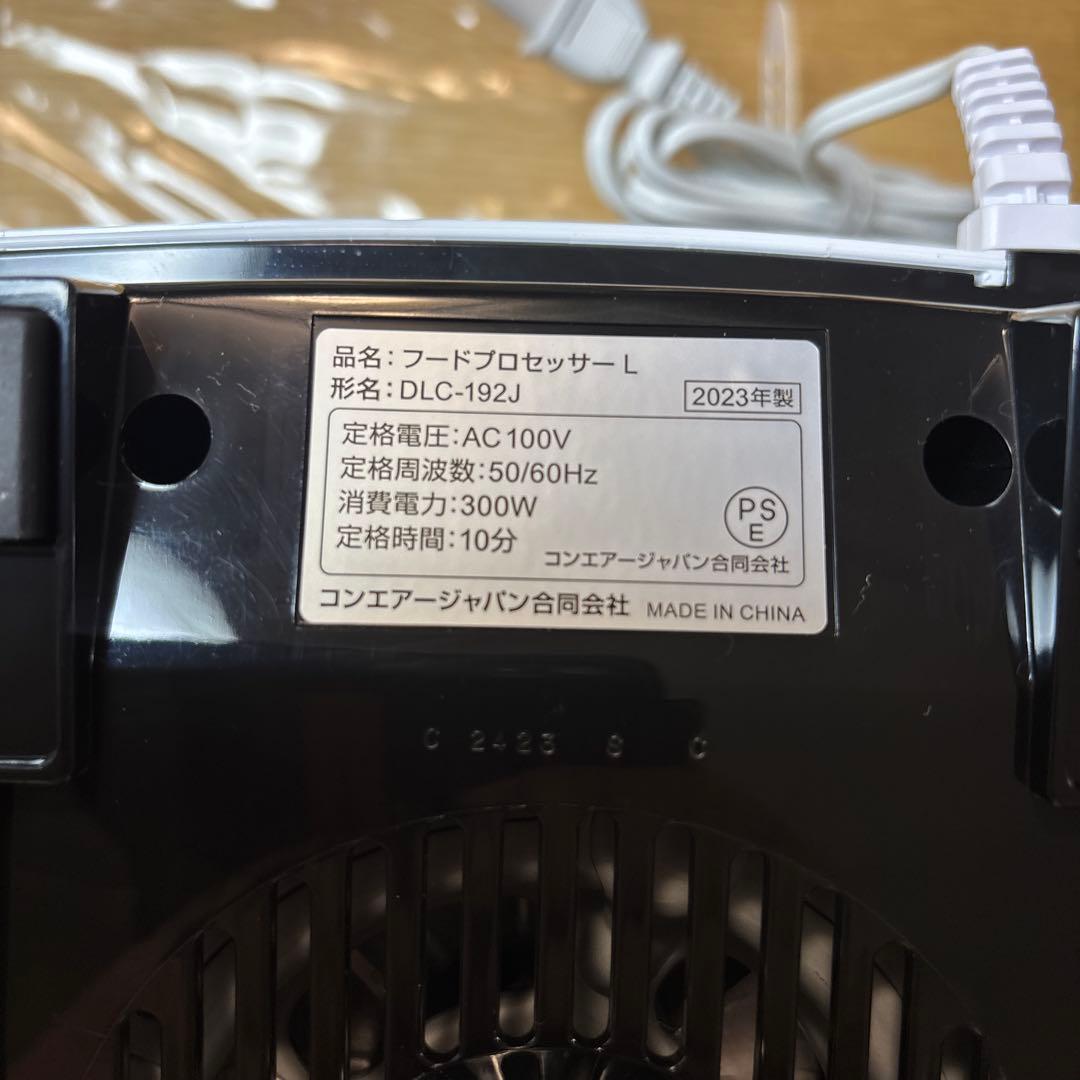 品名：フードプロセッサー L
形名：DLC-192J
2023年製
定格電圧：AC 100V
定格周波数：50/60Hz
消費電力：300W
定格時間：10分
PS
E
コンエアージャパン合同会社
コンエアージャパン合同会社 MADE IN CHINA
C 2423 S C